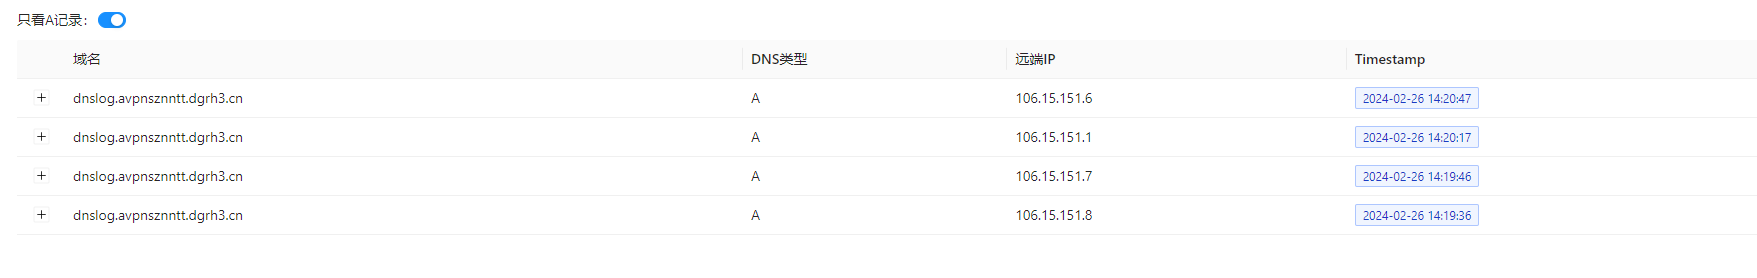 只看A记录：
域名 DNS类型 远端IP Timestamp
+ dnslog.avpnsznntt.dgrh3.cn A 106.15.151.6 2024-02-26 14:20:47
+ dnslog.avpnsznntt.dgrh3.cn A 106.15.151.1 2024-02-26 14:20:17
+ dnslog.avpnsznntt.dgrh3.cn A 106.15.151.7 2024-02-26 14:19:46
+ dnslog.avpnsznntt.dgrh3.cn A 106.15.151.8 2024-02-26 14:19:36